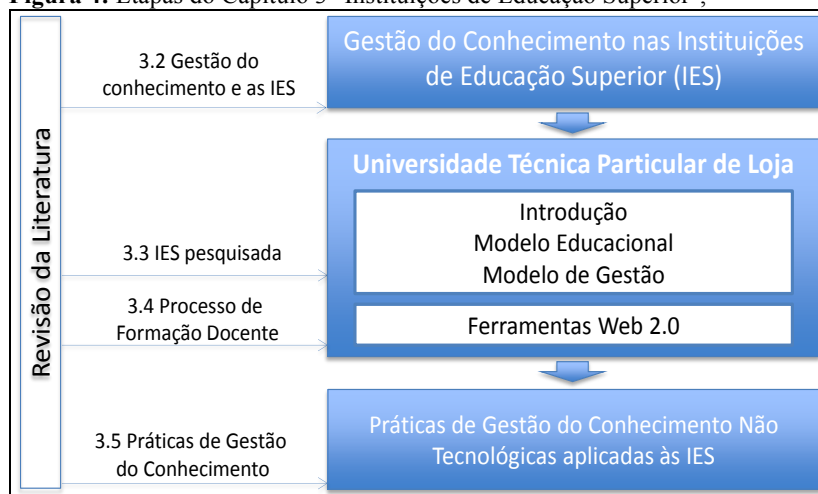 Figura 4: Etapas do Capítulo 3 "Instituições de Educação Superior",
Revisão da Literatura
3.2 Gestão do
conhecimento e as IES
Gestão do Conhecimento nas Instituições
de Educação Superior (IES)
Universidade Técnica Particular de Loja
3.3 IES pesquisada
Introdução
Modelo Educacional
Modelo de Gestão
3.4 Processo de
Formação Docente
Ferramentas Web 2.0
3.5 Práticas de Gestão
do Conhecimento
Práticas de Gestão do Conhecimento Não
Tecnológicas aplicadas às IES